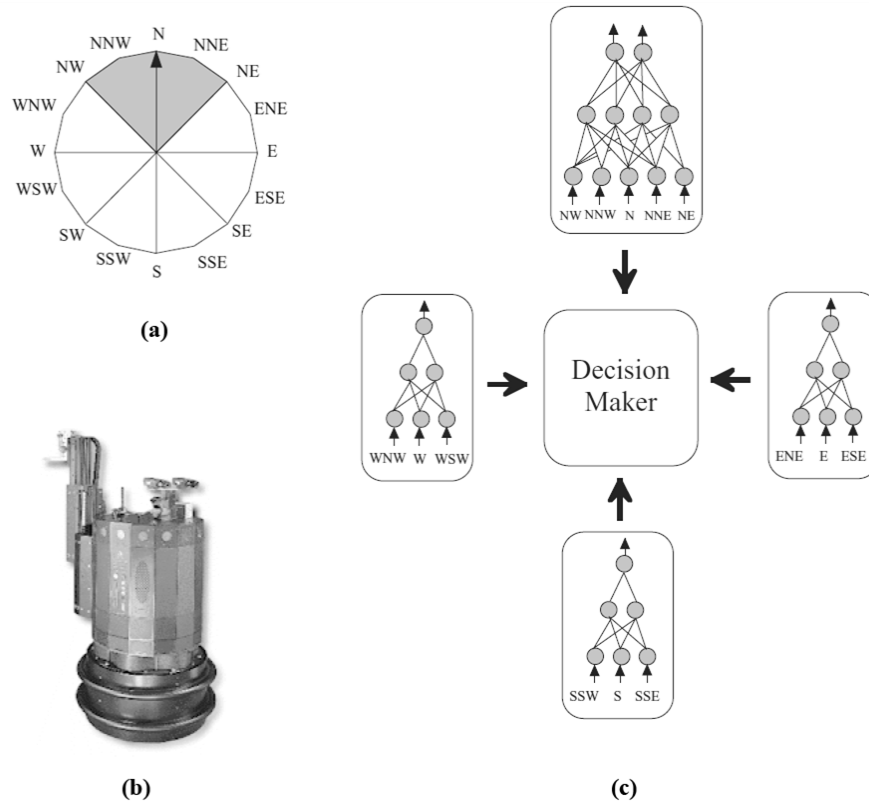 N
NNW NNE
NW NE
WNW ENE
W E
WSW ESE
SW SE
SSW SSE
S
(a)
(b)
NW NNW N NNE NE
WNW W WSW
Decision
Maker
ENE E ESE
SSW S SSE
(c)